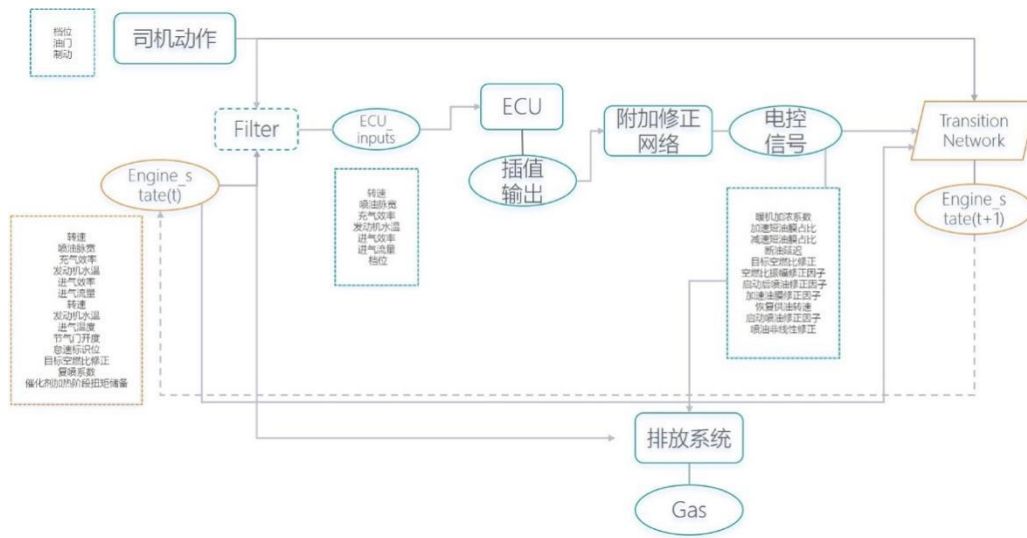 档位
油门
制动
司机动作
Filter
ECU_
inputs
ECU
插值
输出
附加修正
网络
电控
信号
Transition
Network
Engine_s
tate(t)
Engine_s
tate(t+1)
转速
喷油脉宽
充气效率
发动机水温
进气效率
进气流量
档位
暖机加浓系数
加速短油膜占比
减速短油膜占比
断油延迟
目标空燃比修正
空燃比振幅修正因子
启动后喷油修正因子
加速油膜修正因子
恢复供油转速
启动喷油修正因子
喷油非线性修正
转速
喷油脉宽
充气效率
发动机水温
进气效率
进气流量
转速
发动机水温
进气温度
节气门开度
怠速标识位
目标空燃比修正
复喷系数
催化剂加热阶段扭矩储备
排放系统
Gas